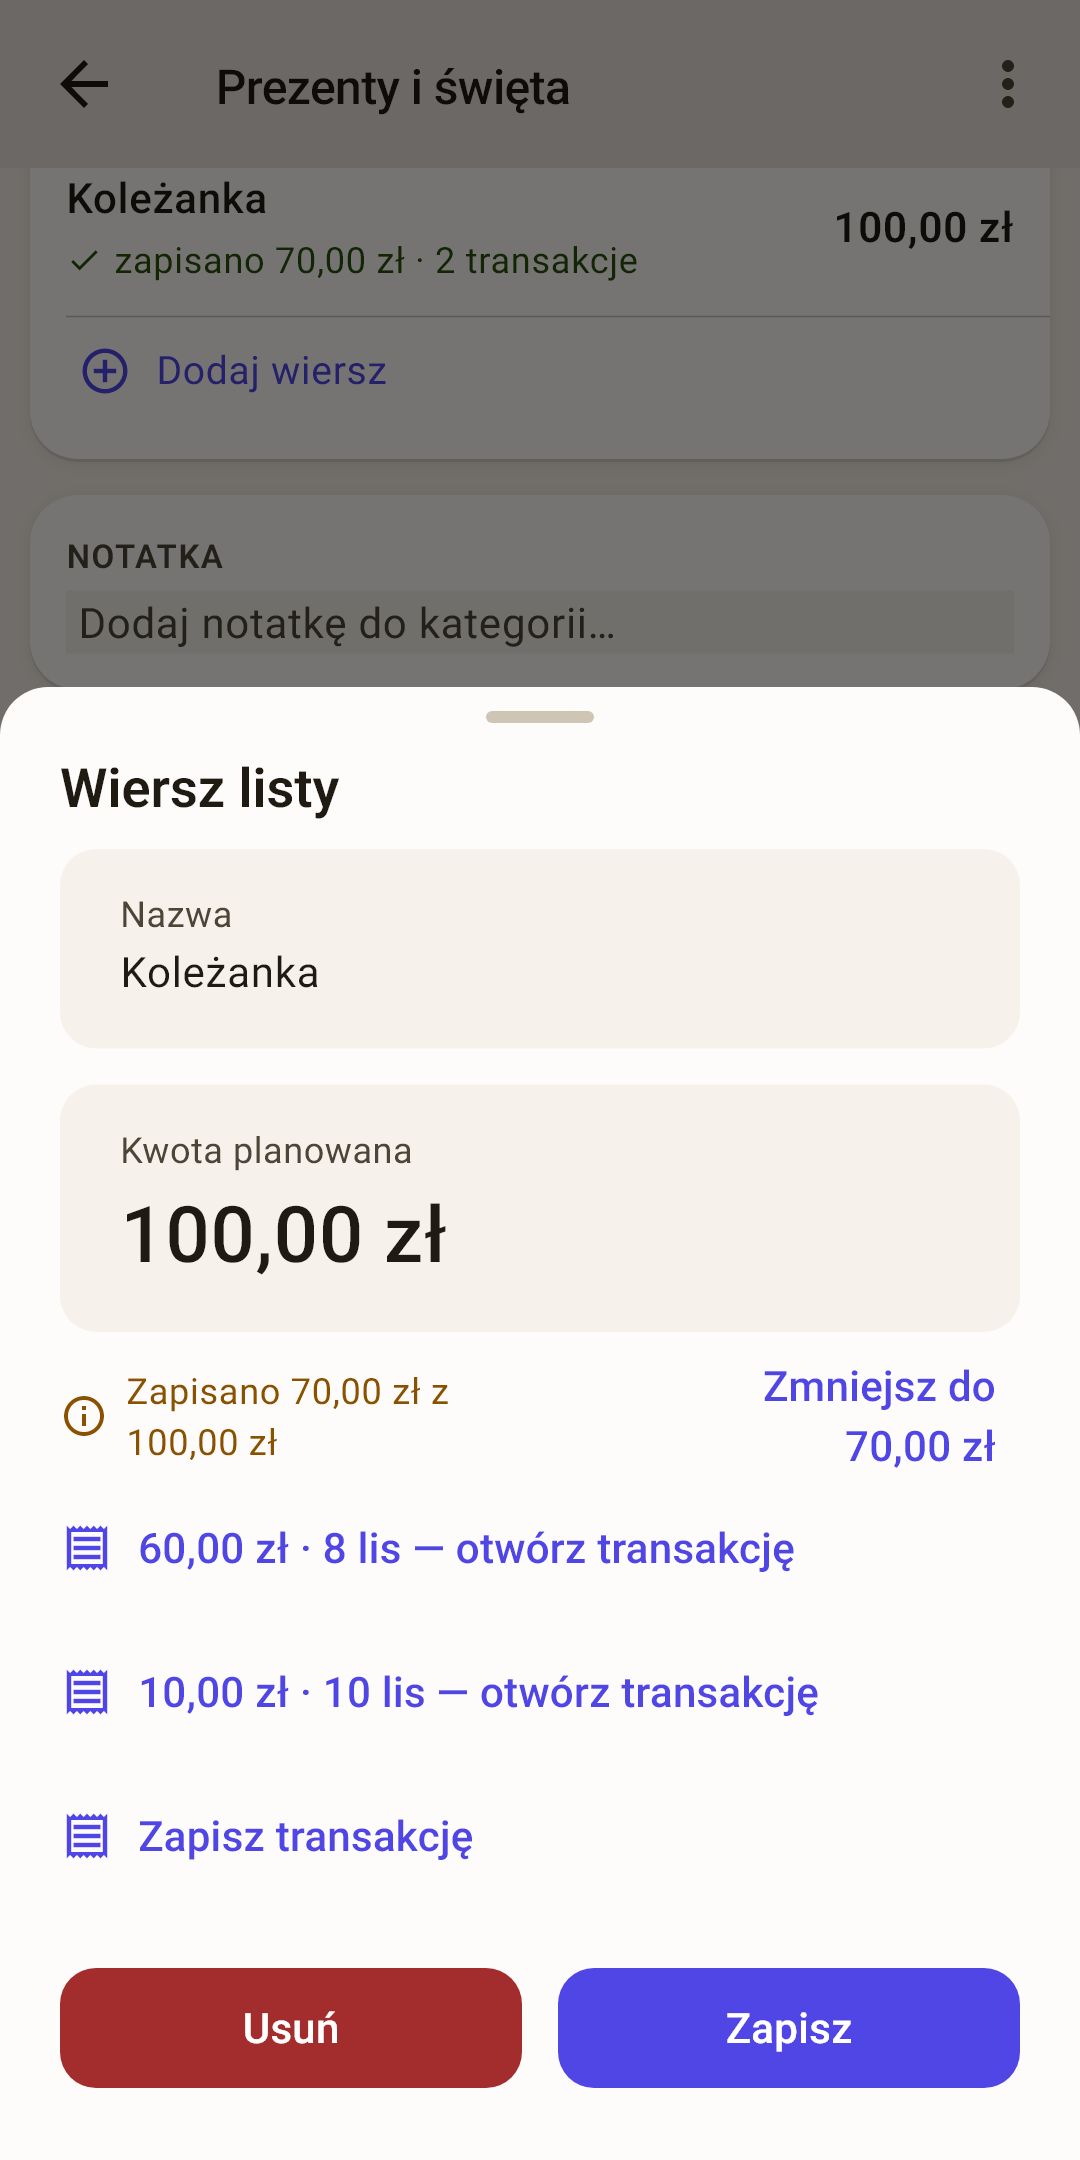 Prezenty i święta
Koleżanka
100,00 zł
zapisano 70,00 zł · 2 transakcje
Dodaj wiersz
NOTATKA
Dodaj notatkę do kategorii…
Wiersz listy
Nazwa
Koleżanka
Kwota planowana
100,00 zł
Zapisano 70,00 zł z
100,00 zł
Zmniejsz do
70,00 zł
60,00 zł · 8 lis — otwórz transakcję
10,00 zł · 10 lis — otwórz transakcję
Zapisz transakcję
Usuń
Zapisz